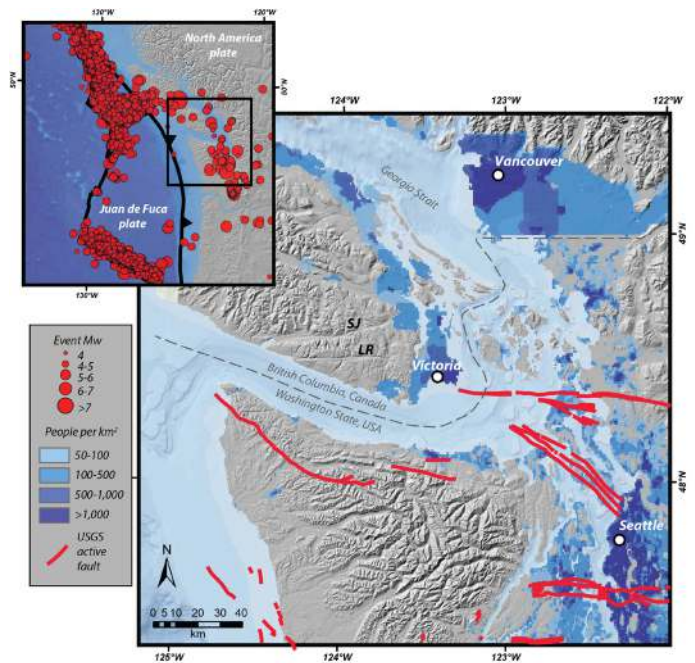 130°W
120°W
North America
plate
50°N
50°N
Juan de Fuca
plate
130°W
124°W
123°W
122°W
Vancouver
Georgia Strait
49°N
SJ
LR
Victoria
British Columbia, Canada
Washington State, USA
48°N
Seattle
Event Mw
4
4-5
5-6
6-7
>7
People per km²
50-100
100-500
500-1,000
>1,000
USGS
active
fault
N
0 5 10 20 30 40
km
125°W
124°W
123°W